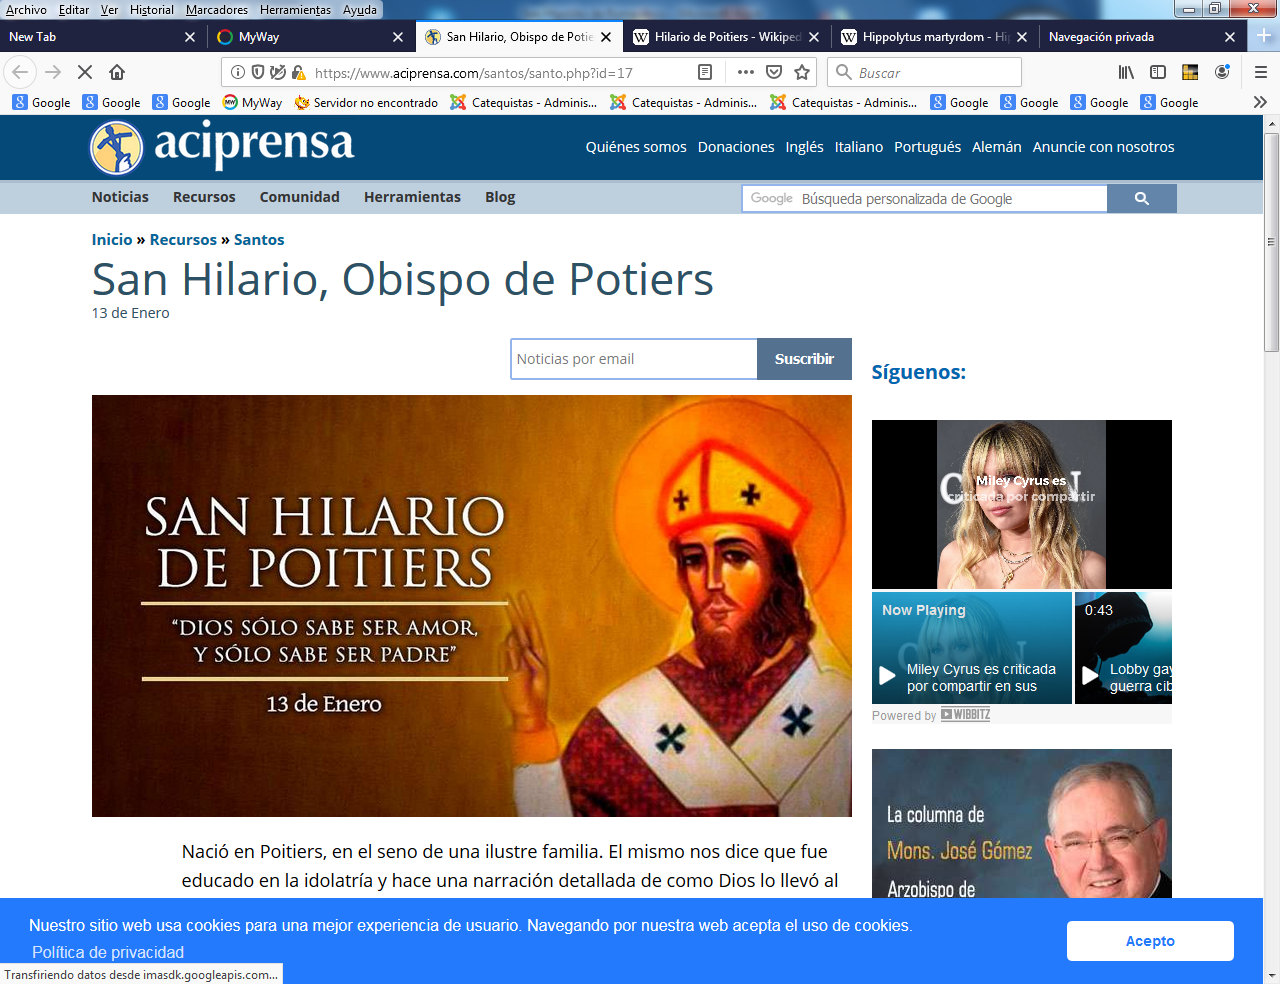 Archivo Editar Ver Historial Marcadores Herramientas Ayuda
New Tab
MyWay
San Hilario, Obispo de Potie
Hilario de Poitiers - Wikiped
Hippolytus martyrdom - Hip
Navegación privada
https://www.aciprensa.com/santos/santo.php?id=17
Buscar
Google Google Google MyWay Servidor no encontrado Catequistas - Adminis... Catequistas - Adminis... Catequistas - Adminis... Google Google Google Google
aciprensa
Quiénes somos Donaciones Inglés Italiano Portugués Alemán Anuncie con nosotros
Noticias Recursos Comunidad Herramientas Blog
Google Búsqueda personalizada de Google
Inicio » Recursos » Santos
San Hilario, Obispo de Potiers
13 de Enero
Noticias por email
Suscribir
Síguenos:
SAN HILARIO
DE POITIERS
“DIOS SÓLO SABE SER AMOR,
Y SÓLO SABE SER PADRE”
13 de Enero
Miley Cyrus es
criticada por compartir
Now Playing
Miley Cyrus es criticada
por compartir en sus
0:43
Lobby gay
guerra cib
Powered by WIBBITZ
La columna de
Mons. José Gómez
Arzobispo de
Nació en Poitiers, en el seno de una ilustre familia. El mismo nos dice que fue
educado en la idolatría y hace una narración detallada de como Dios lo llevó al
Nuestro sitio web usa cookies para una mejor experiencia de usuario. Navegando por nuestra web acepta el uso de cookies.
Política de privacidad
Acepto
Transfiriendo datos desde imasdk.googleapis.com...